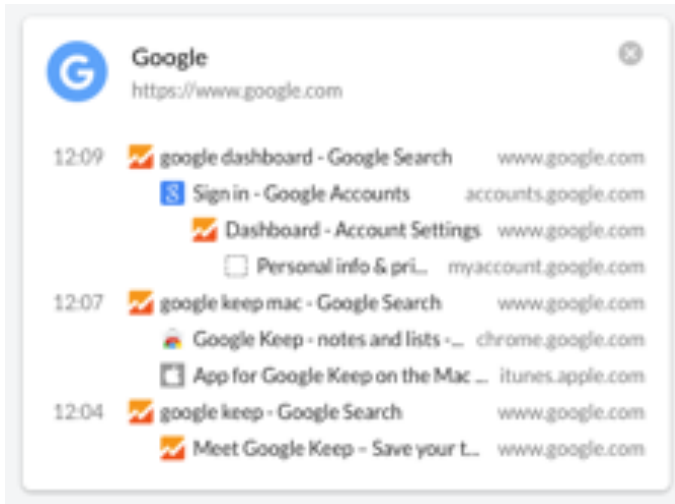 G
Google
https://www.google.com
12:09 google dashboard - Google Search www.google.com
8 Sign in - Google Accounts accounts.google.com
Dashboard - Account Settings www.google.com
Personal info & pri... myaccount.google.com
12:07 google keep mac - Google Search www.google.com
Google Keep - notes and lists -... chrome.google.com
App for Google Keep on the Mac ... itunes.apple.com
12:04 google keep - Google Search www.google.com
Meet Google Keep – Save your t... www.google.com